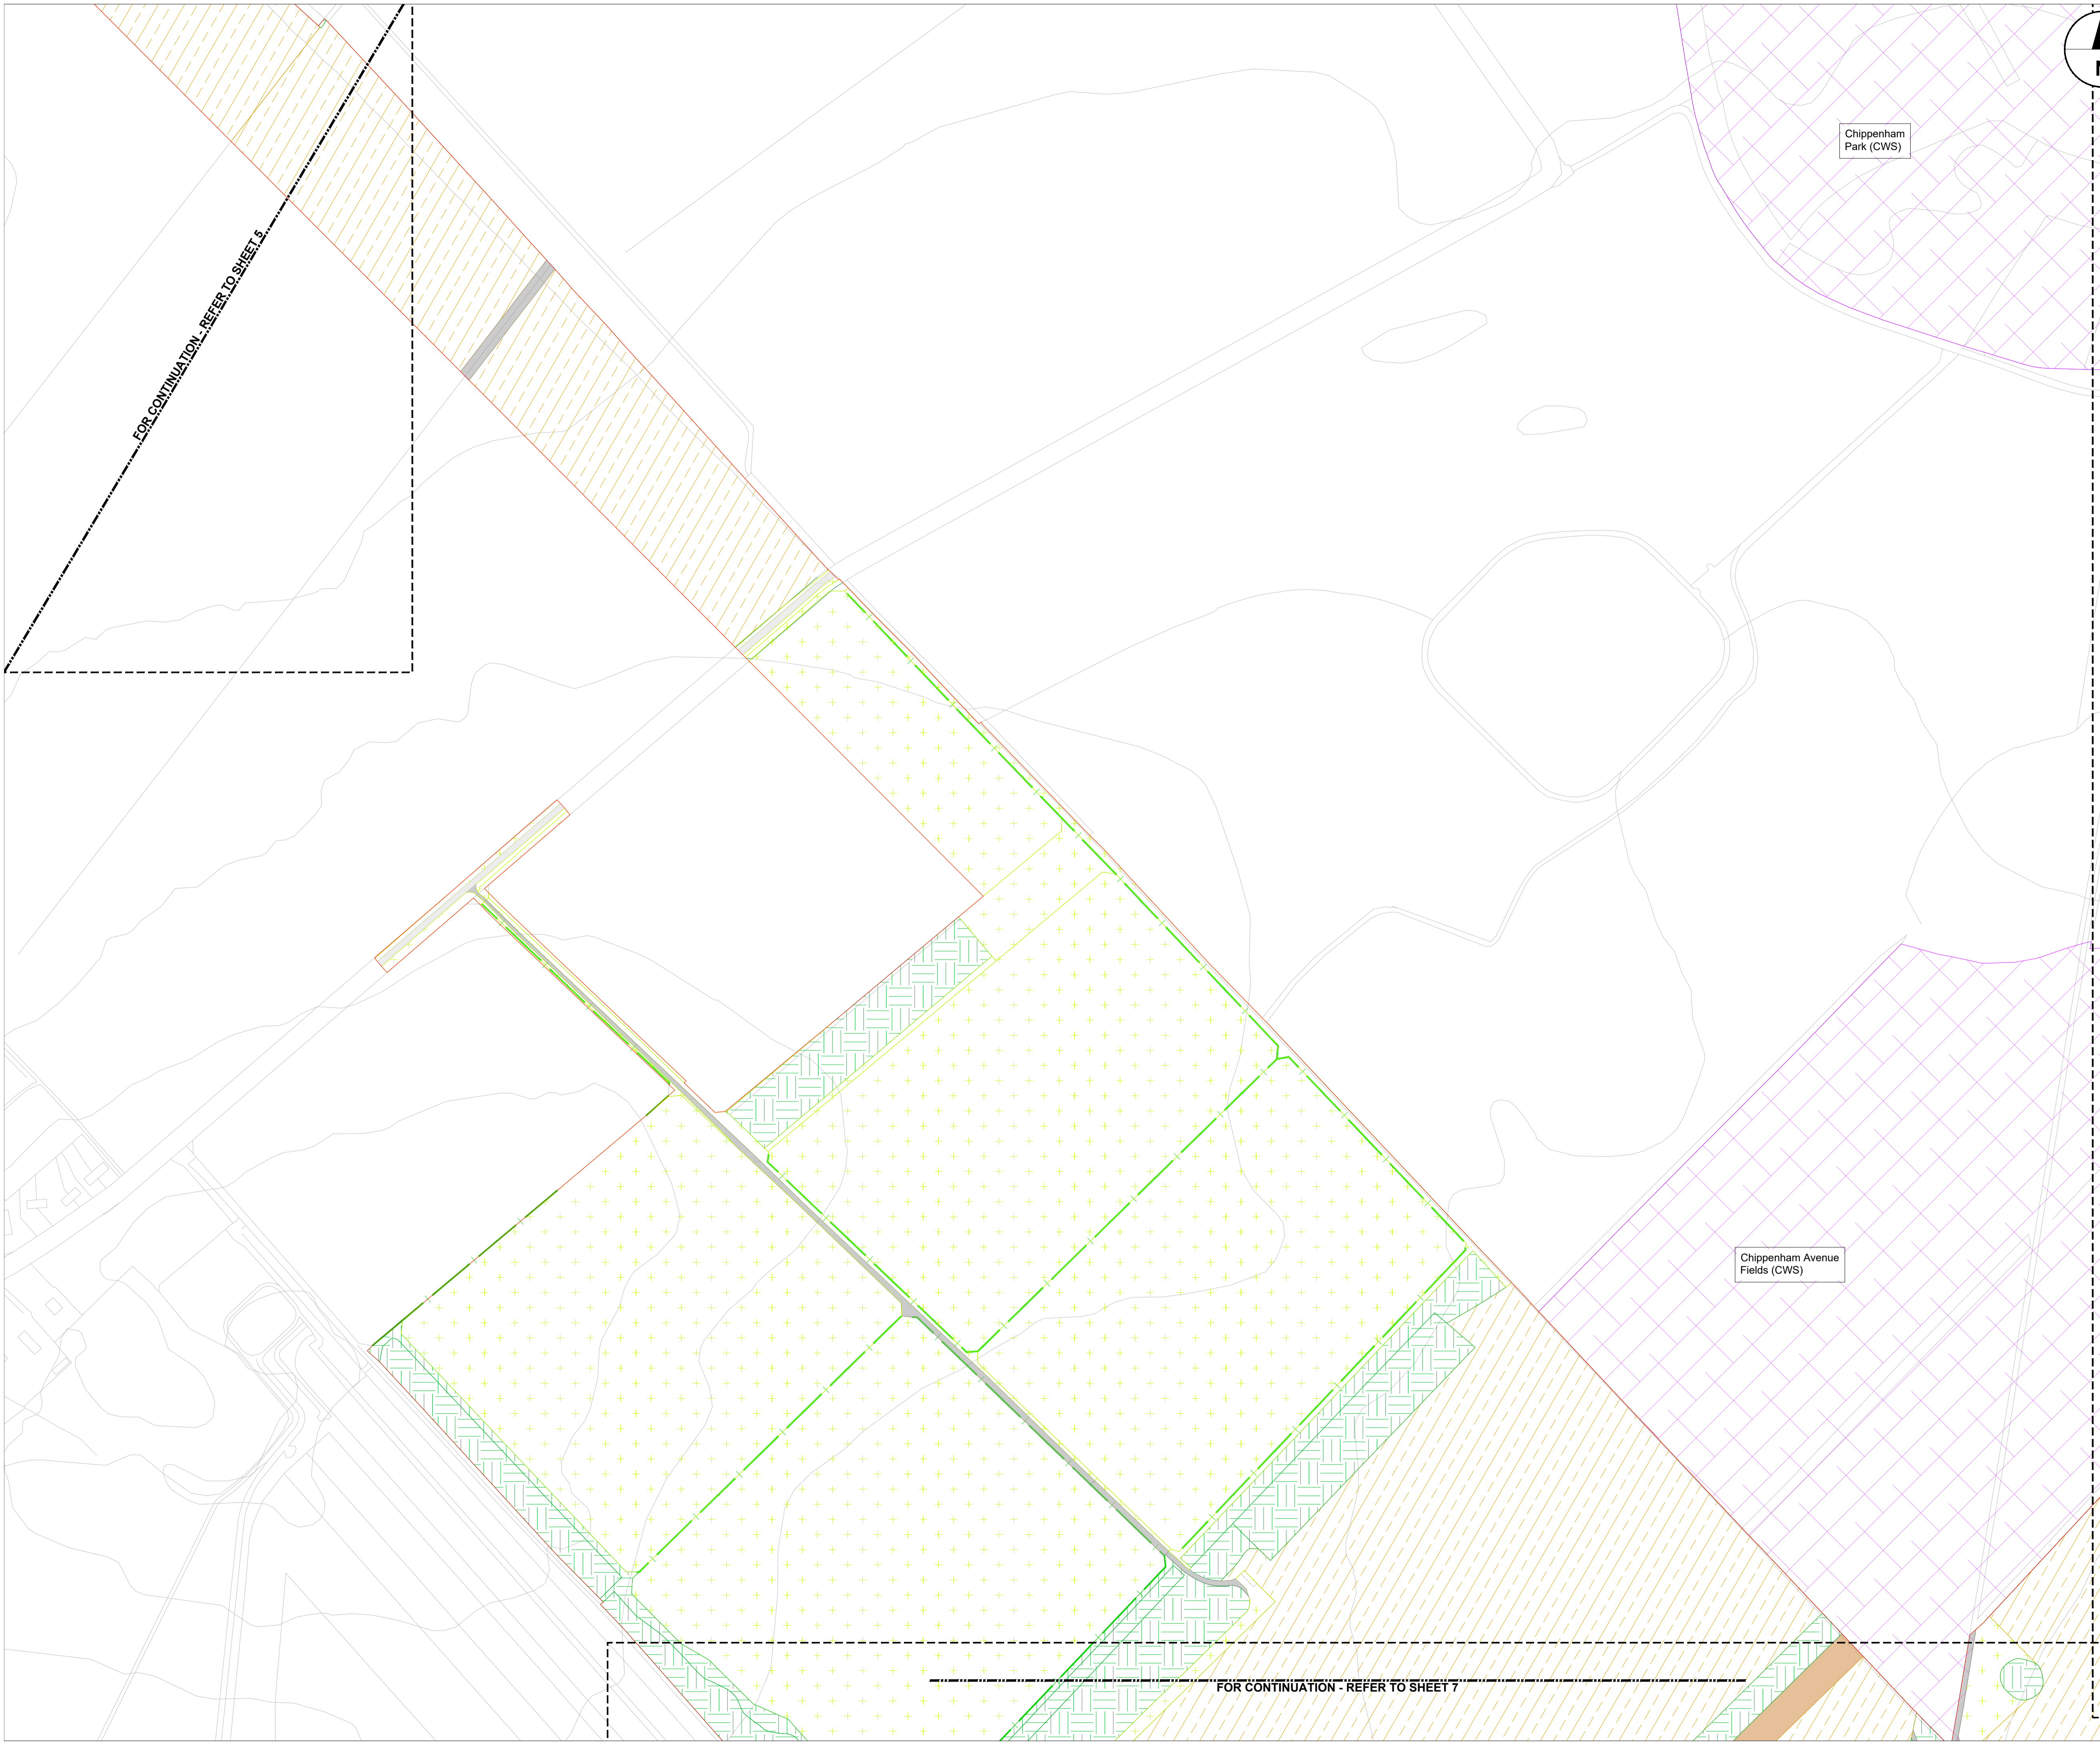 Chippenham
Park (CWS)
FOR CONTINUATION - REFER TO SHEET 5
Chippenham Avenue
Fields (CWS)
FOR CONTINUATION - REFER TO SHEET 7